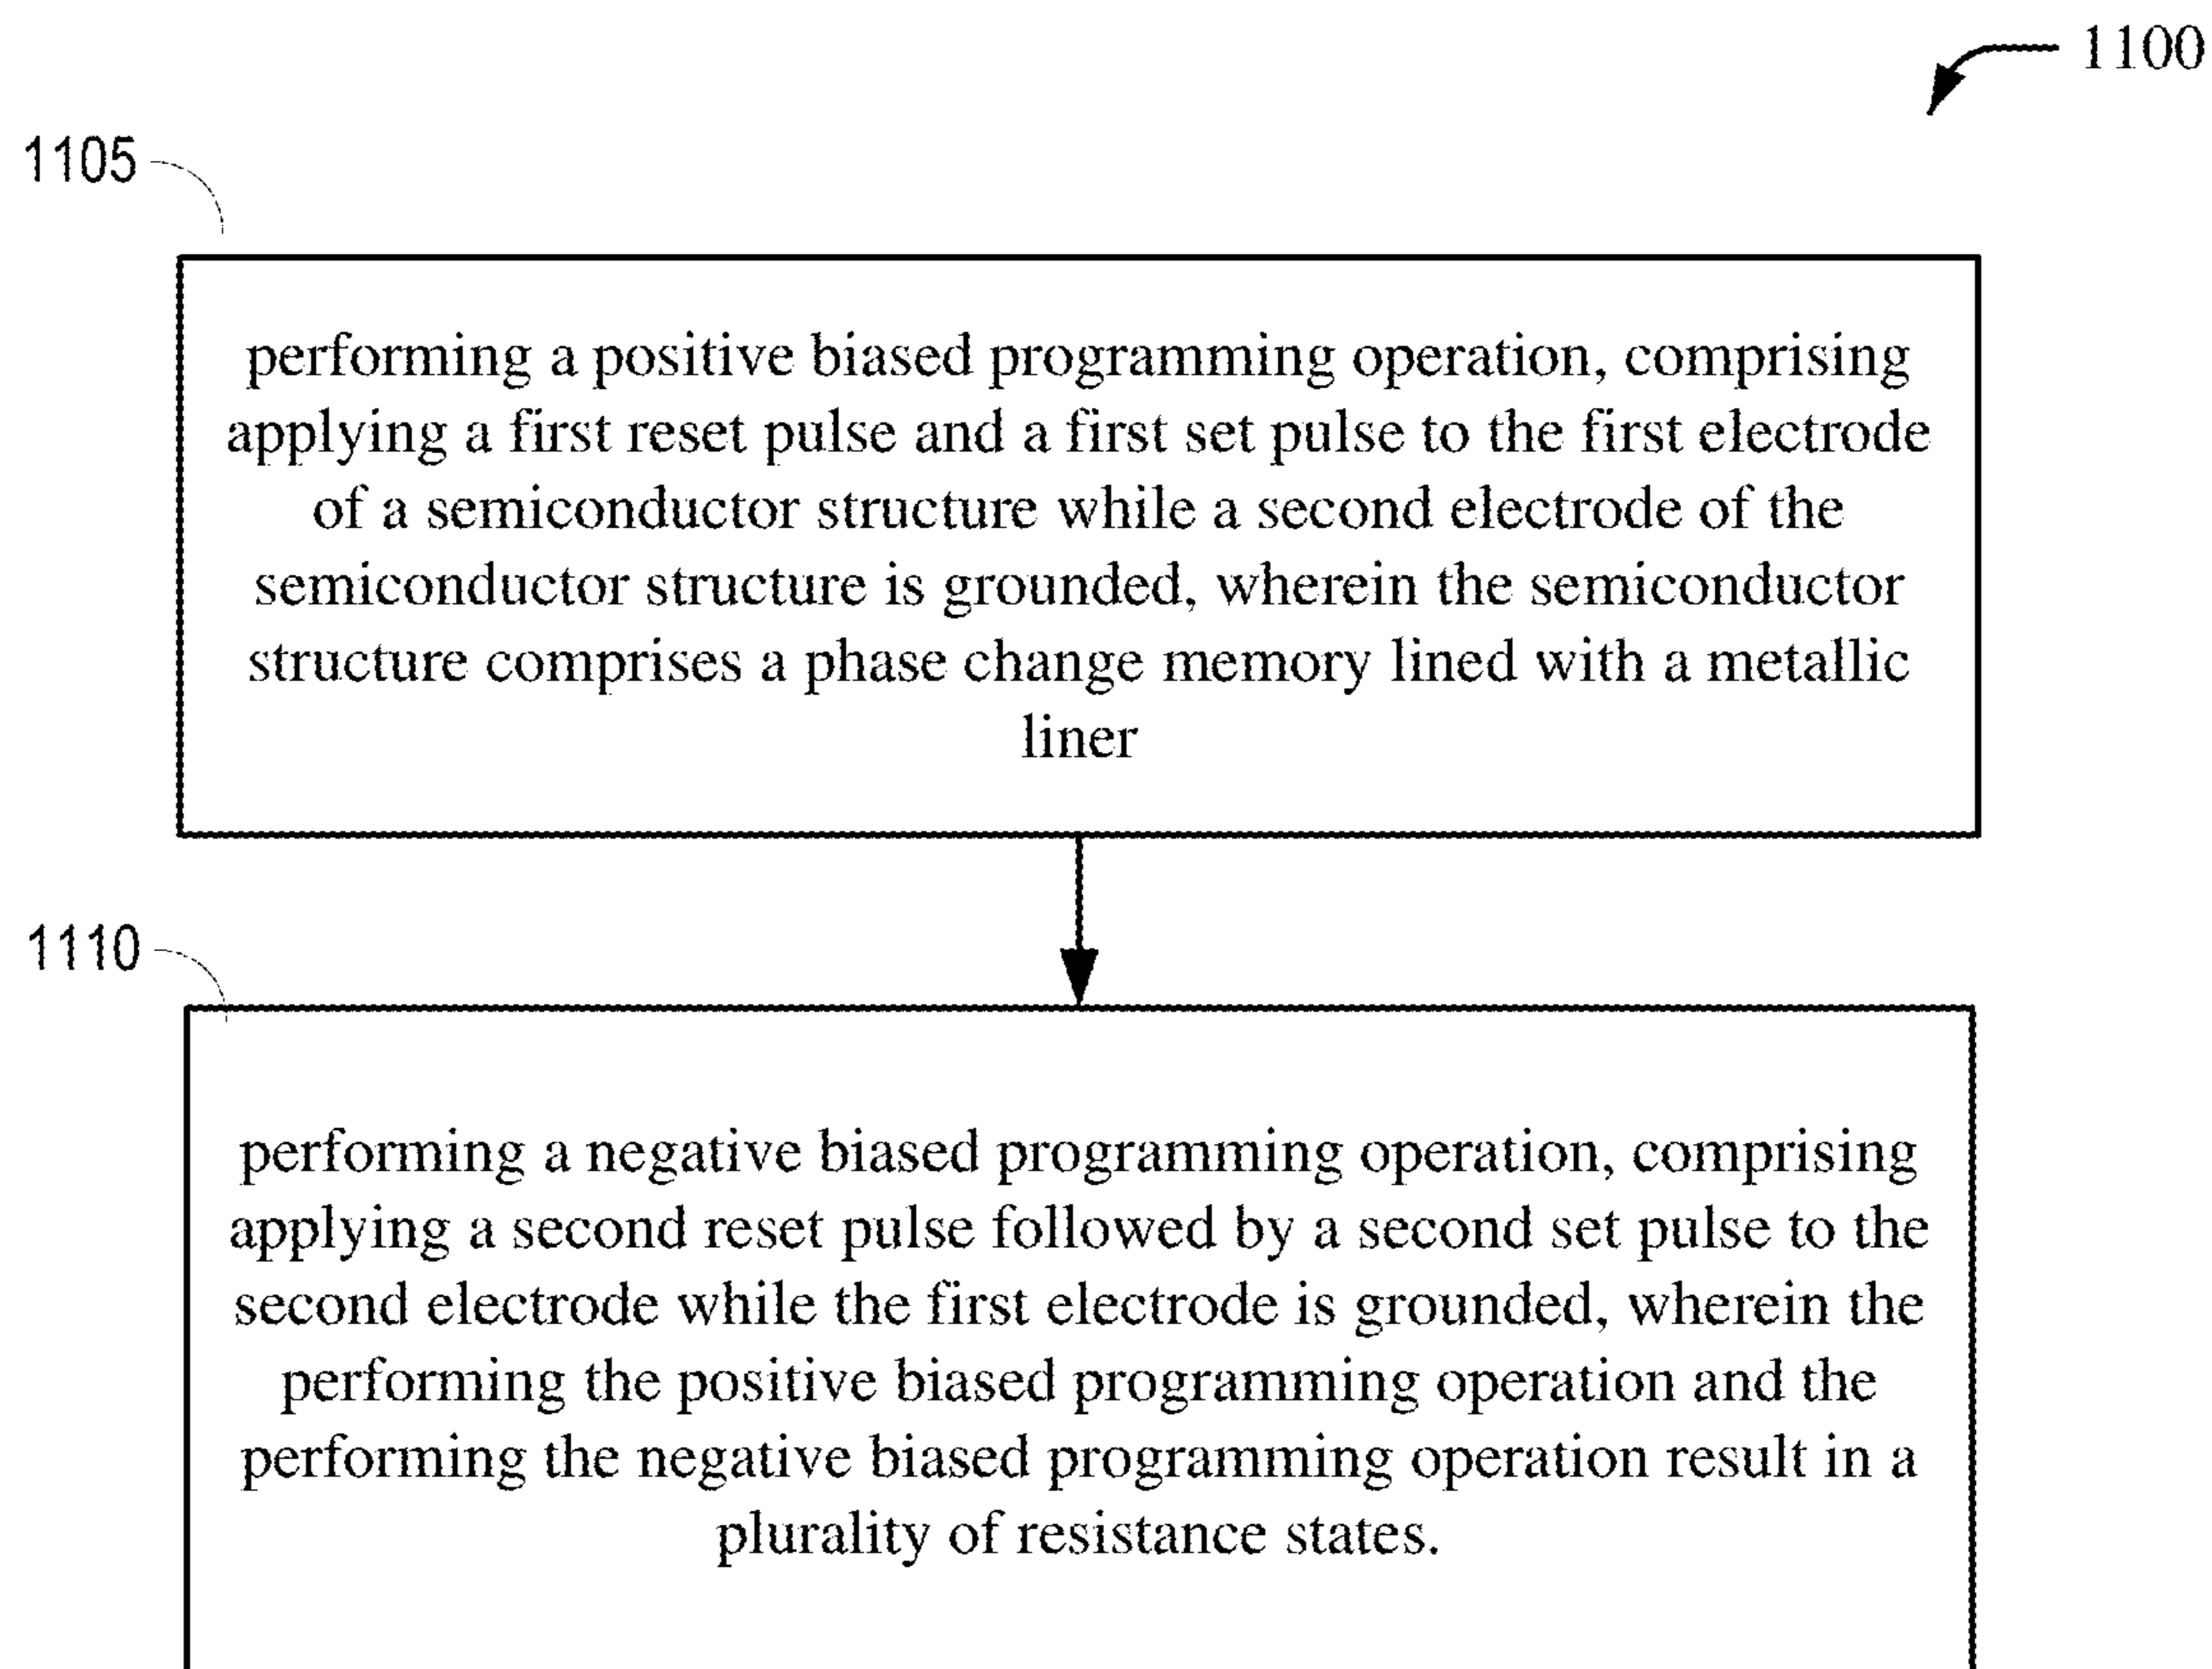 1100
1105
performing a positive biased programming operation, comprising
applying a first reset pulse and a first set pulse to the first electrode
of a semiconductor structure while a second electrode of the
semiconductor structure is grounded, wherein the semiconductor
structure comprises a phase change memory lined with a metallic
liner
1110
performing a negative biased programming operation, comprising
applying a second reset pulse followed by a second set pulse to the
second electrode while the first electrode is grounded, wherein the
performing the positive biased programming operation and the
performing the negative biased programming operation result in a
plurality of resistance states.